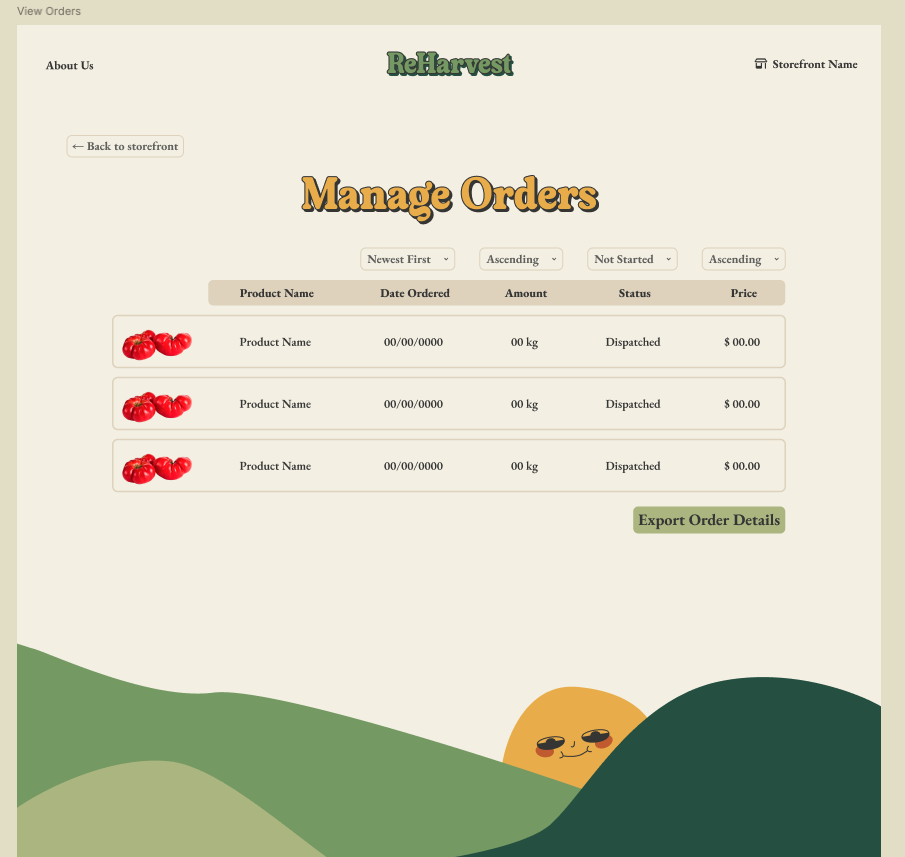 View Orders
About Us
ReHarvest
Storefront Name
← Back to storefront
Manage Orders
Newest First Ascending Not Started Ascending
Product Name Date Ordered Amount Status Price
Product Name 00/00/0000 00 kg Dispatched $ 00.00
Product Name 00/00/0000 00 kg Dispatched $ 00.00
Product Name 00/00/0000 00 kg Dispatched $ 00.00
Export Order Details